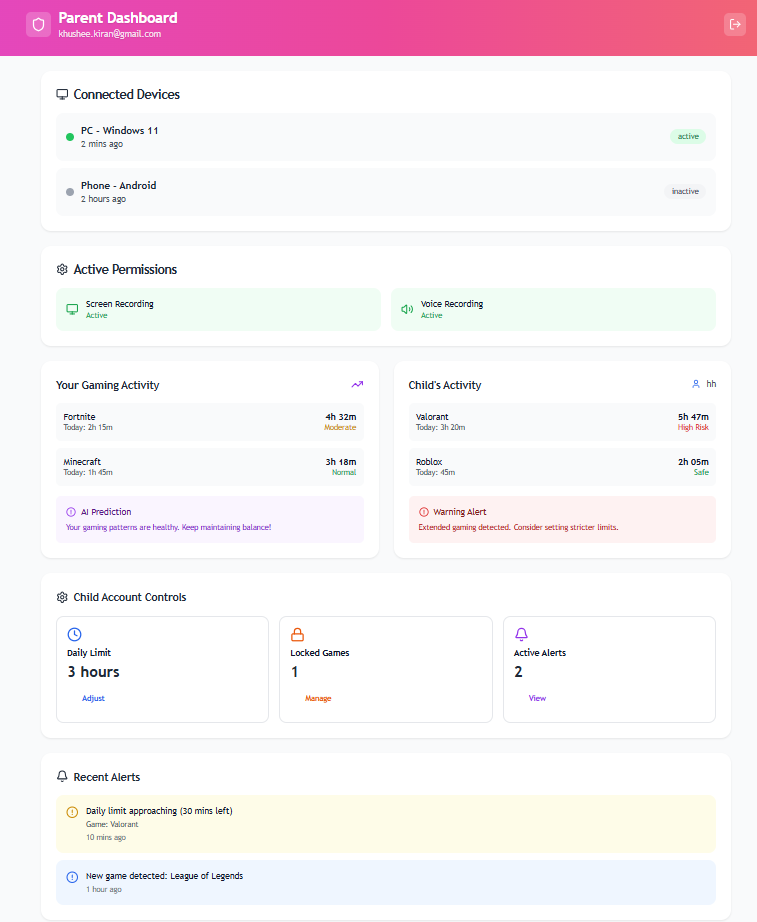 Parent Dashboard
khushee.kiran@gmail.com
Connected Devices
PC - Windows 11
2 mins ago
active
Phone - Android
2 hours ago
inactive
Active Permissions
Screen Recording
Active
Voice Recording
Active
Your Gaming Activity
Fortnite
4h 32m
Today: 2h 15m
Moderate
Minecraft
3h 18m
Today: 1h 45m
Normal
AI Prediction
Your gaming patterns are healthy. Keep maintaining balance!
Child's Activity
hh
Valorant
5h 47m
Today: 3h 20m
High Risk
Roblox
2h 05m
Today: 45m
Safe
Warning Alert
Extended gaming detected. Consider setting stricter limits.
Child Account Controls
Daily Limit
3 hours
Adjust
Locked Games
1
Manage
Active Alerts
2
View
Recent Alerts
Daily limit approaching (30 mins left)
Game: Valorant
10 mins ago
New game detected: League of Legends
1 hour ago